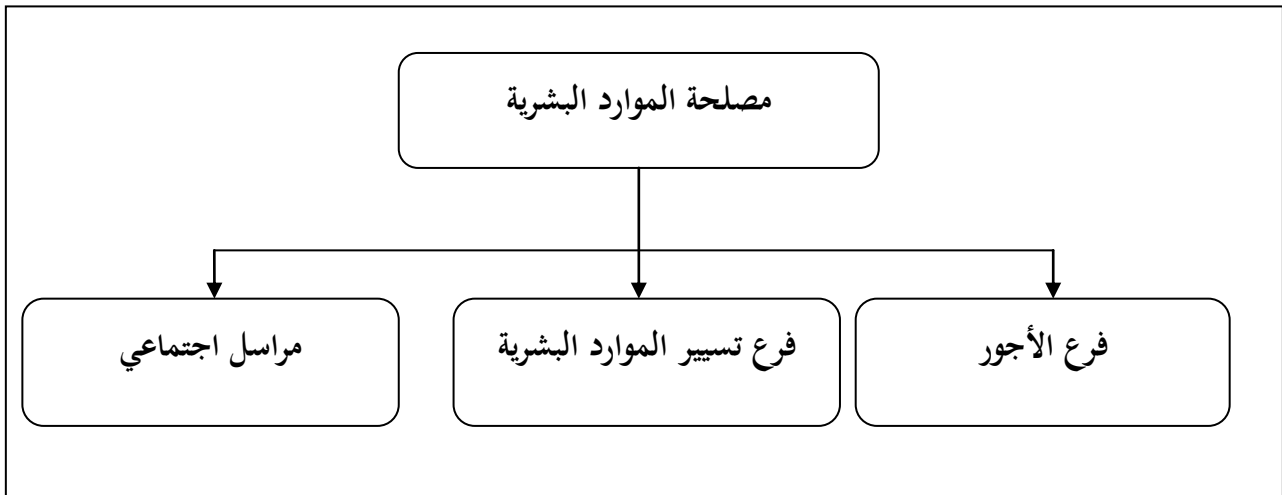 مصلحة الموارد البشرية
فرع الأجور
فرع تسيير الموارد البشرية
مراسل اجتماعي